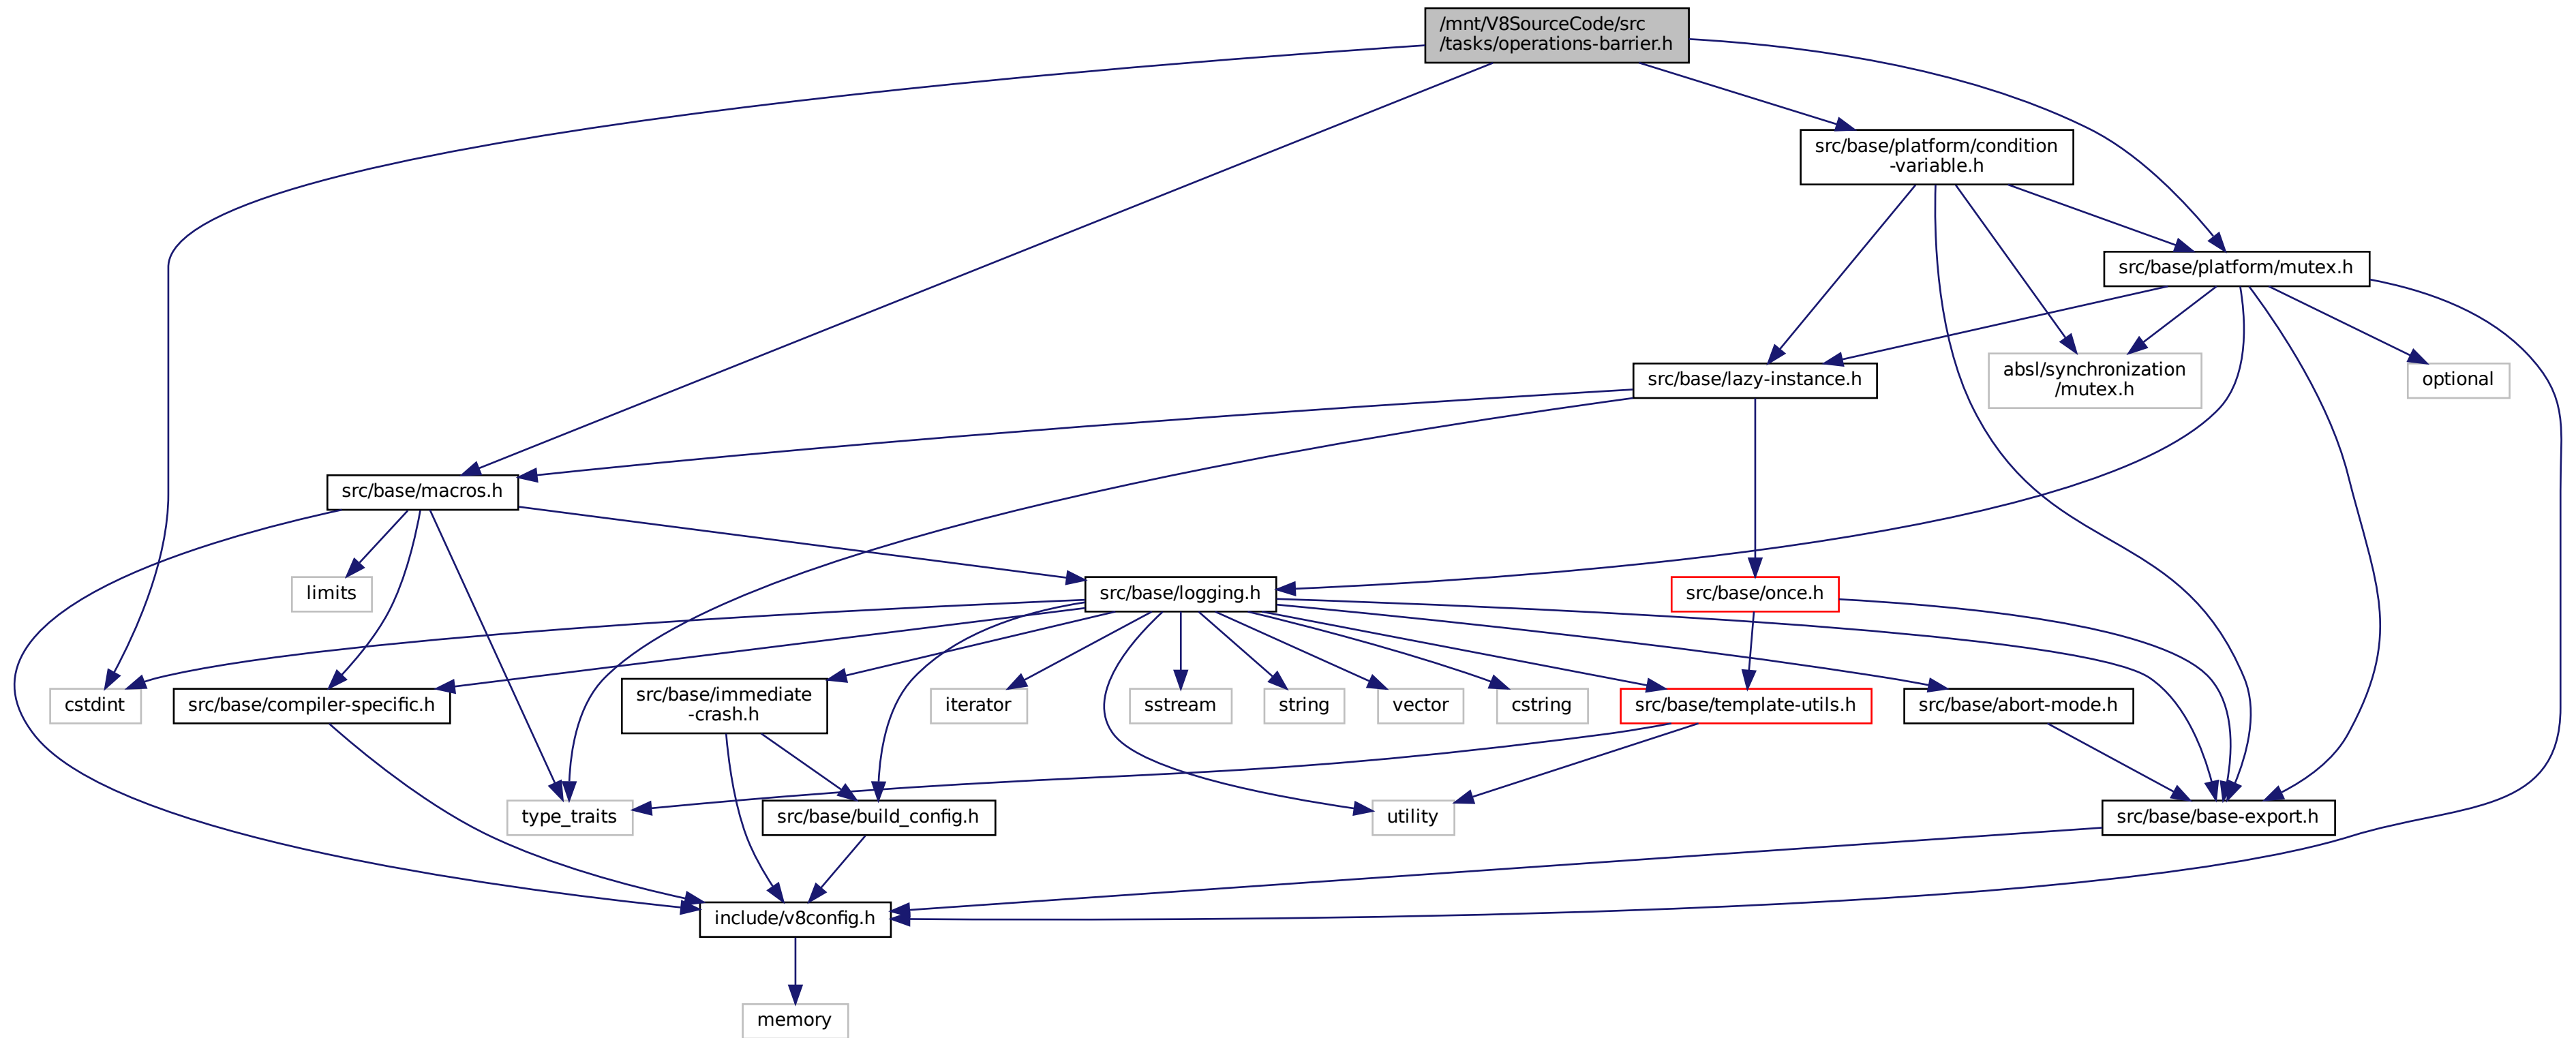 /mnt/V8SourceCode/src
/tasks/operations-barrier.h
src/base/platform/condition
-variable.h
src/base/platform/mutex.h
src/base/lazy-instance.h
absl/synchronization
/mutex.h
optional
src/base/macros.h
limits
src/base/logging.h
src/base/once.h
cstdint
src/base/compiler-specific.h
src/base/immediate
-crash.h
iterator
sstream
string
vector
cstring
src/base/template-utils.h
src/base/abort-mode.h
type_traits
src/base/build_config.h
utility
src/base/base-export.h
include/v8config.h
memory